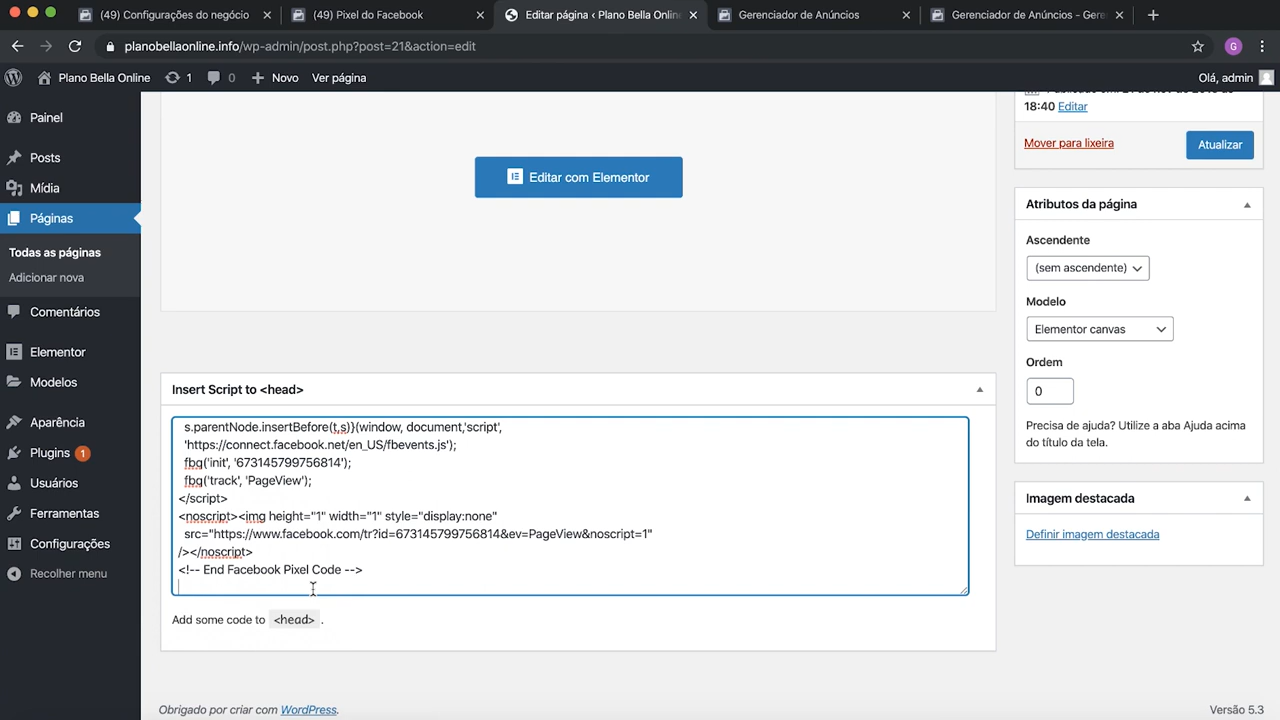 (49) Configurações do negócio
(49) Pixel do Facebook
Editar página ‹ Plano Bella Online
Gerenciador de Anúncios
Gerenciador de Anúncios - Gere
planobellaonline.info/wp-admin/post.php?post=21&action=edit
G
Plano Bella Online
1
0
Novo
Ver página
Olá, admin
Painel
Posts
Mídia
Páginas
Todas as páginas
Adicionar nova
Comentários
Elementor
Modelos
Aparência
Plugins 1
Usuários
Ferramentas
Configurações
Recolher menu
Editar com Elementor
Insert Script to <head>
s.parentNode.insertBefore(t,s)}(window, document,'script',
'https://connect.facebook.net/en_US/fbevents.js');
fbq('init', '673145799756814');
fbq('track', 'PageView');
</script>
<noscript><img height="1" width="1" style="display:none"
src="https://www.facebook.com/tr?id=673145799756814&ev=PageView&noscript=1"
/></noscript>
<!-- End Facebook Pixel Code -->
Add some code to <head> .
Obrigado por criar com WordPress.
18:40 Editar
Mover para lixeira
Atualizar
Atributos da página
Ascendente
(sem ascendente)
Modelo
Elementor canvas
Ordem
0
Precisa de ajuda? Utilize a aba Ajuda acima
do título da tela.
Imagem destacada
Definir imagem destacada
Versão 5.3